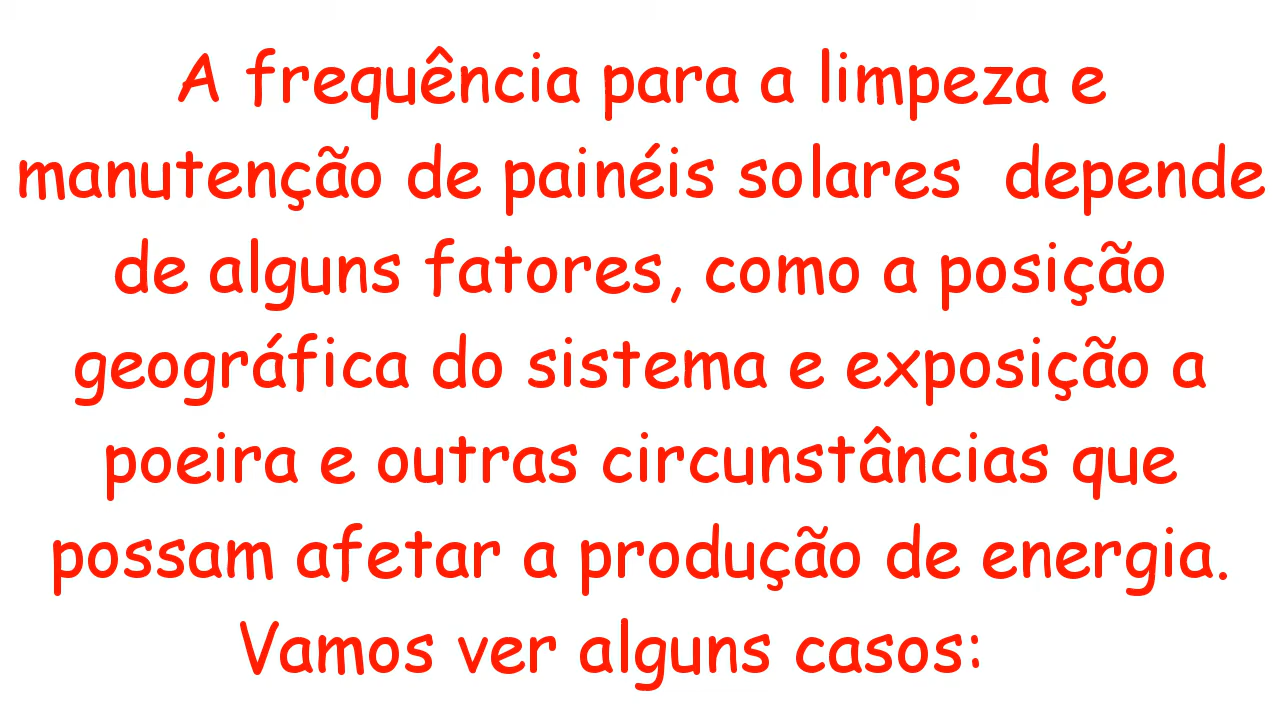 A frequência para a limpeza e
manutenção de painéis solares  depende
de alguns fatores, como a posição
geográfica do sistema e exposição a
poeira e outras circunstâncias que
possam afetar a produção de energia.
Vamos ver alguns casos: